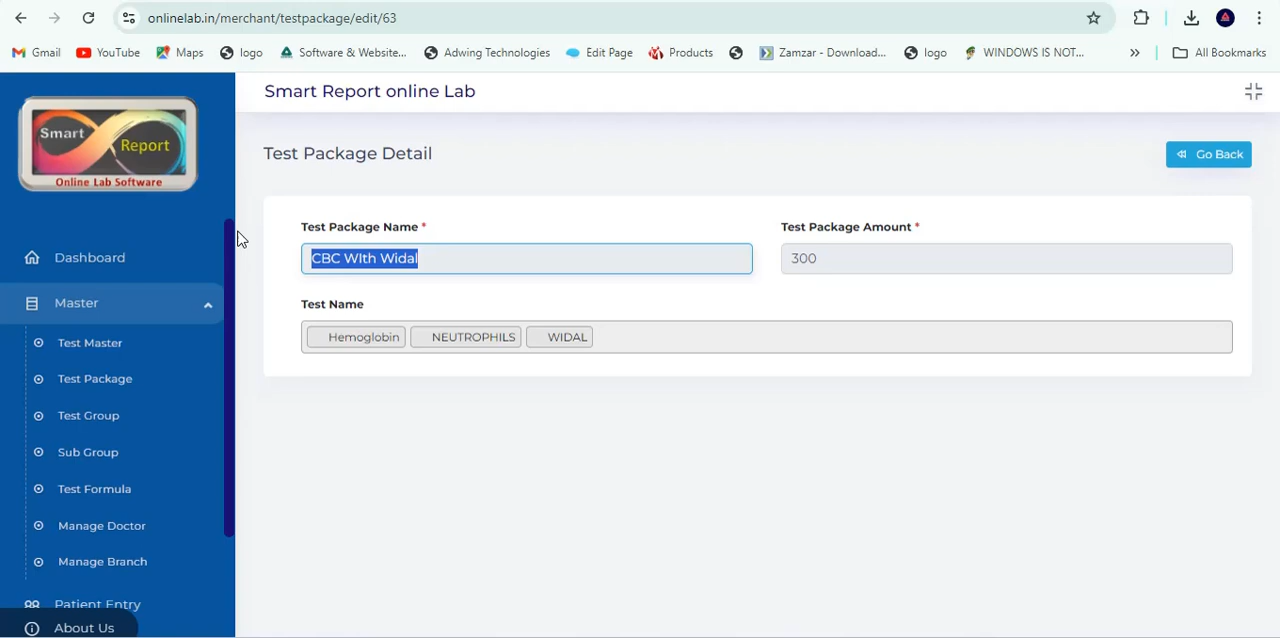 onlinelab.in/merchant/testpackage/edit/63
Gmail YouTube Maps logo Software & Website... Adwing Technologies Edit Page Products Zamzar - Download... logo WINDOWS IS NOT... » All Bookmarks
Smart Report
Online Lab Software
Smart Report online Lab
Test Package Detail
Go Back
Test Package Name * Test Package Amount *
CBC WIth Widal 300
Test Name
Hemoglobin NEUTROPHILS WIDAL
Dashboard
Master
Test Master
Test Package
Test Group
Sub Group
Test Formula
Manage Doctor
Manage Branch
Patient Entry
About Us